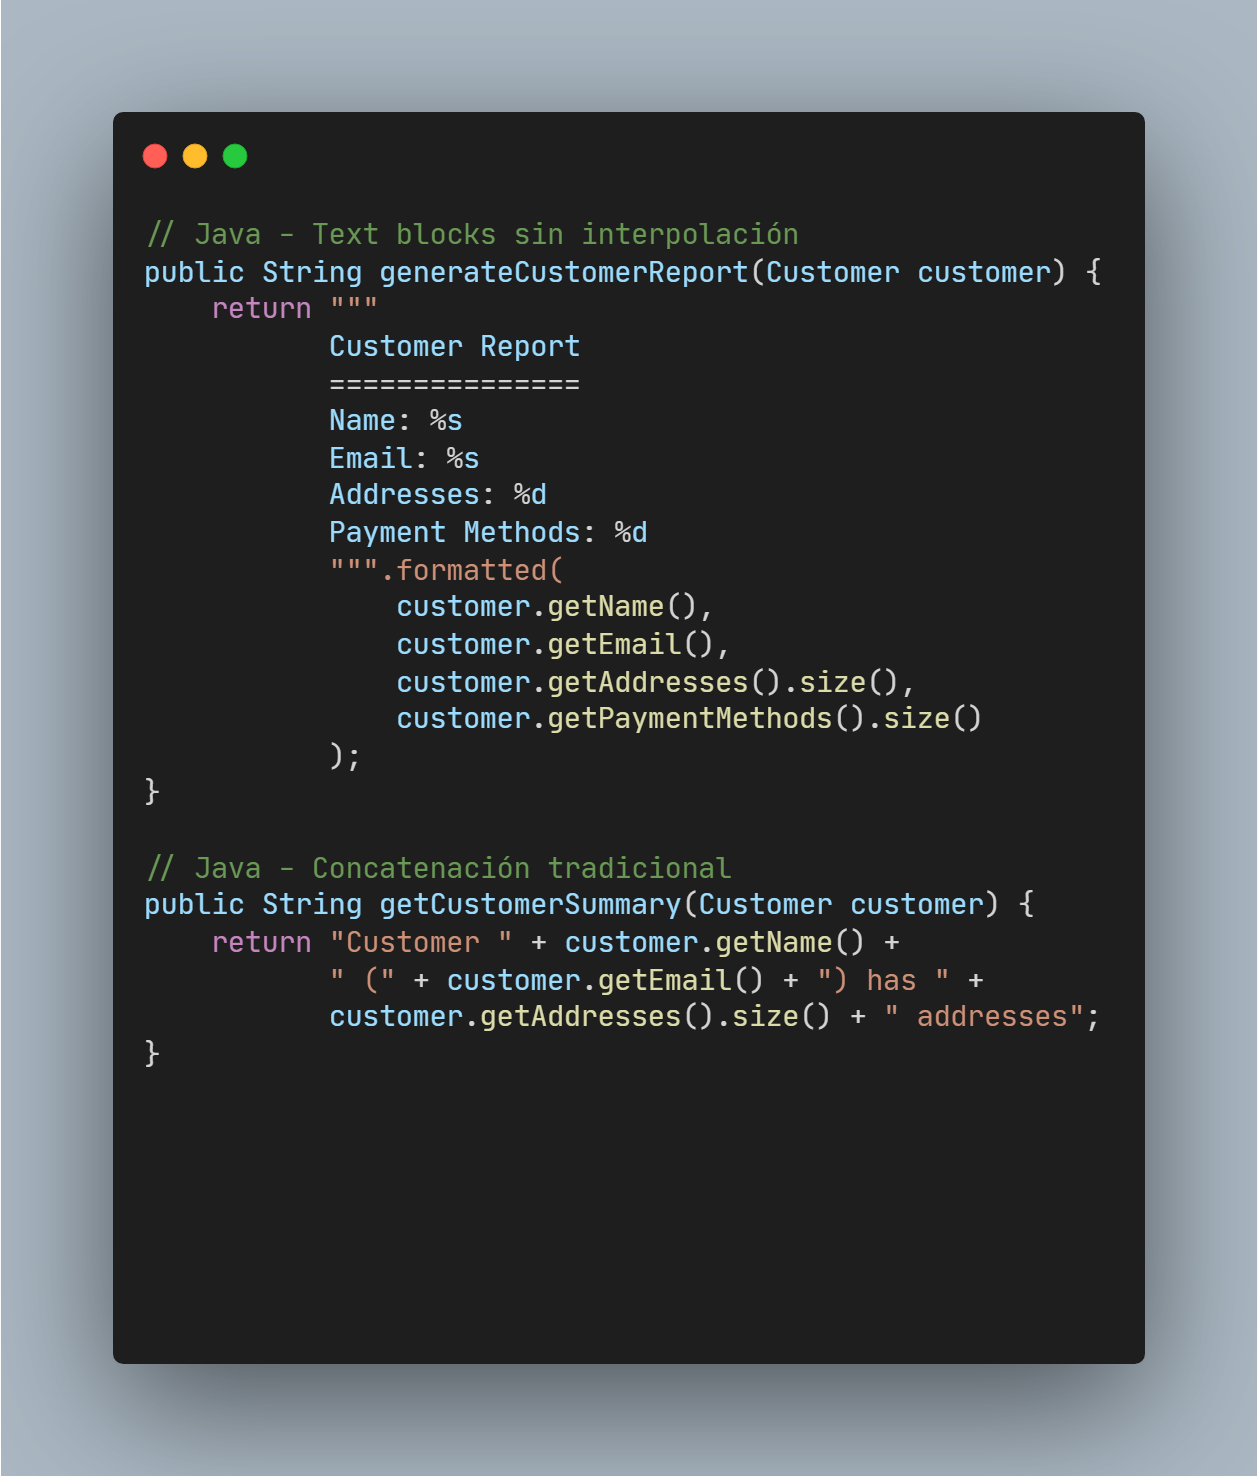 // Java - Text blocks sin interpolación
public String generateCustomerReport(Customer customer) {
    return """
           Customer Report
           ===============
           Name: %s
           Email: %s
           Addresses: %d
           Payment Methods: %d
           """.formatted(
               customer.getName(),
               customer.getEmail(),
               customer.getAddresses().size(),
               customer.getPaymentMethods().size()
           );
}

// Java - Concatenación tradicional
public String getCustomerSummary(Customer customer) {
    return "Customer " + customer.getName() +
           " (" + customer.getEmail() + ") has " +
           customer.getAddresses().size() + " addresses";
}